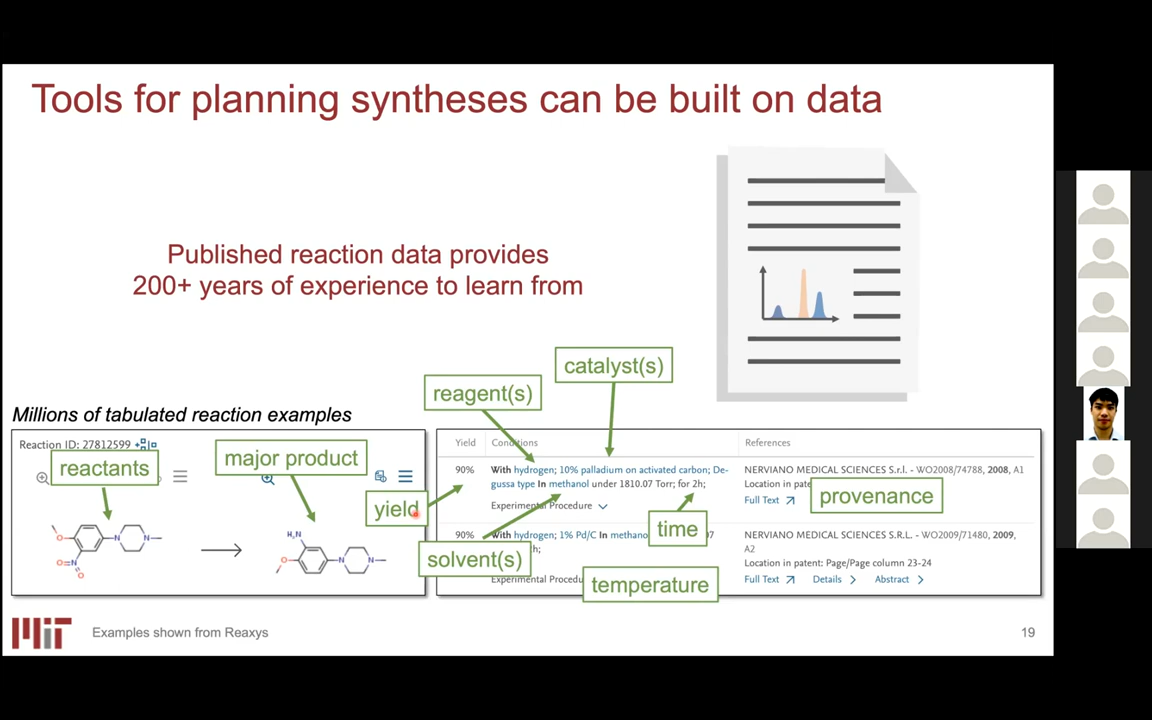 Tools for planning syntheses can be built on data
Published reaction data provides
200+ years of experience to learn from
catalyst(s)
reagent(s)
Millions of tabulated reaction examples
Reaction ID: 27812599
reactants
major product
yield
solvent(s)
time
temperature
provenance
H₂N
O
N
N
O
N
N
N
O
O
Yield
Conditions
References
90%
With hydrogen; 10% palladium on activated carbon; De-
gussa type In methanol under 1810.07 Torr; for 2h;
Experimental Procedure
NERVIANO MEDICAL SCIENCES S.r.l. - WO2008/74788, 2008, A1
Location in
Full Text
90%
With hydrogen; 1% Pd/C In
Experimental
NERVIANO MEDICAL SCIENCES S.R.L. - WO2009/71480, 2009,
A2
Location in patent: Page/Page column 23-24
Full Text
Details
Abstract
MIT
Examples shown from Reaxys
19